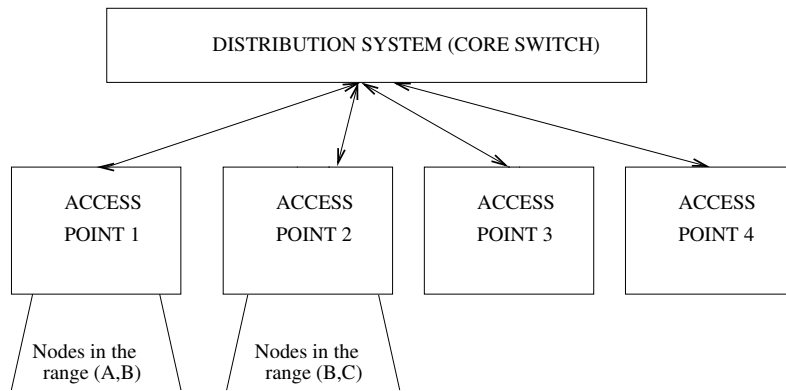 DISTRIBUTION SYSTEM (CORE SWITCH)
ACCESS
POINT 1
ACCESS
POINT 2
ACCESS
POINT 3
ACCESS
POINT 4
Nodes in the
range (A,B)
Nodes in the
range (B,C)